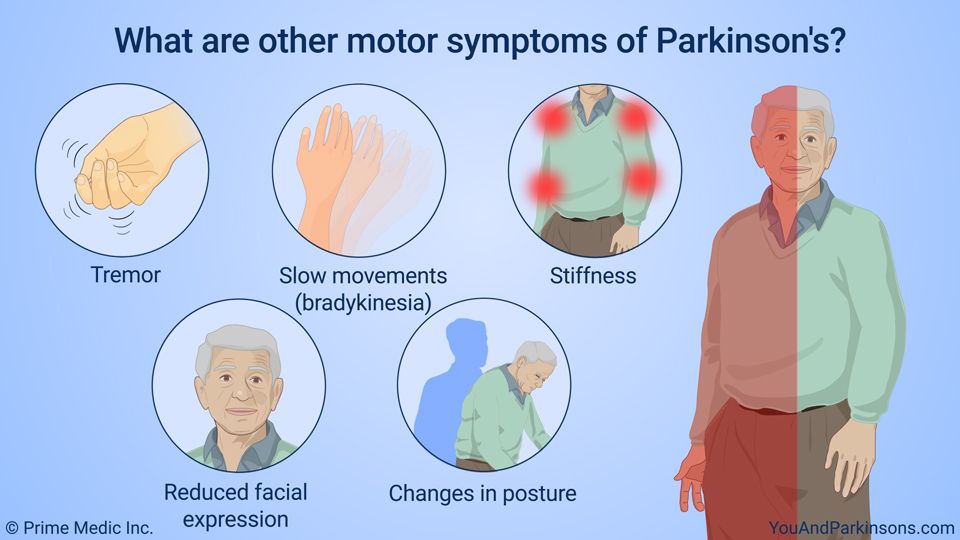 What are other motor symptoms of Parkinson's?
Tremor
Slow movements
(bradykinesia)
Stiffness
Reduced facial
expression
Changes in posture
© Prime Medic Inc.
YouAndParkinsons.com